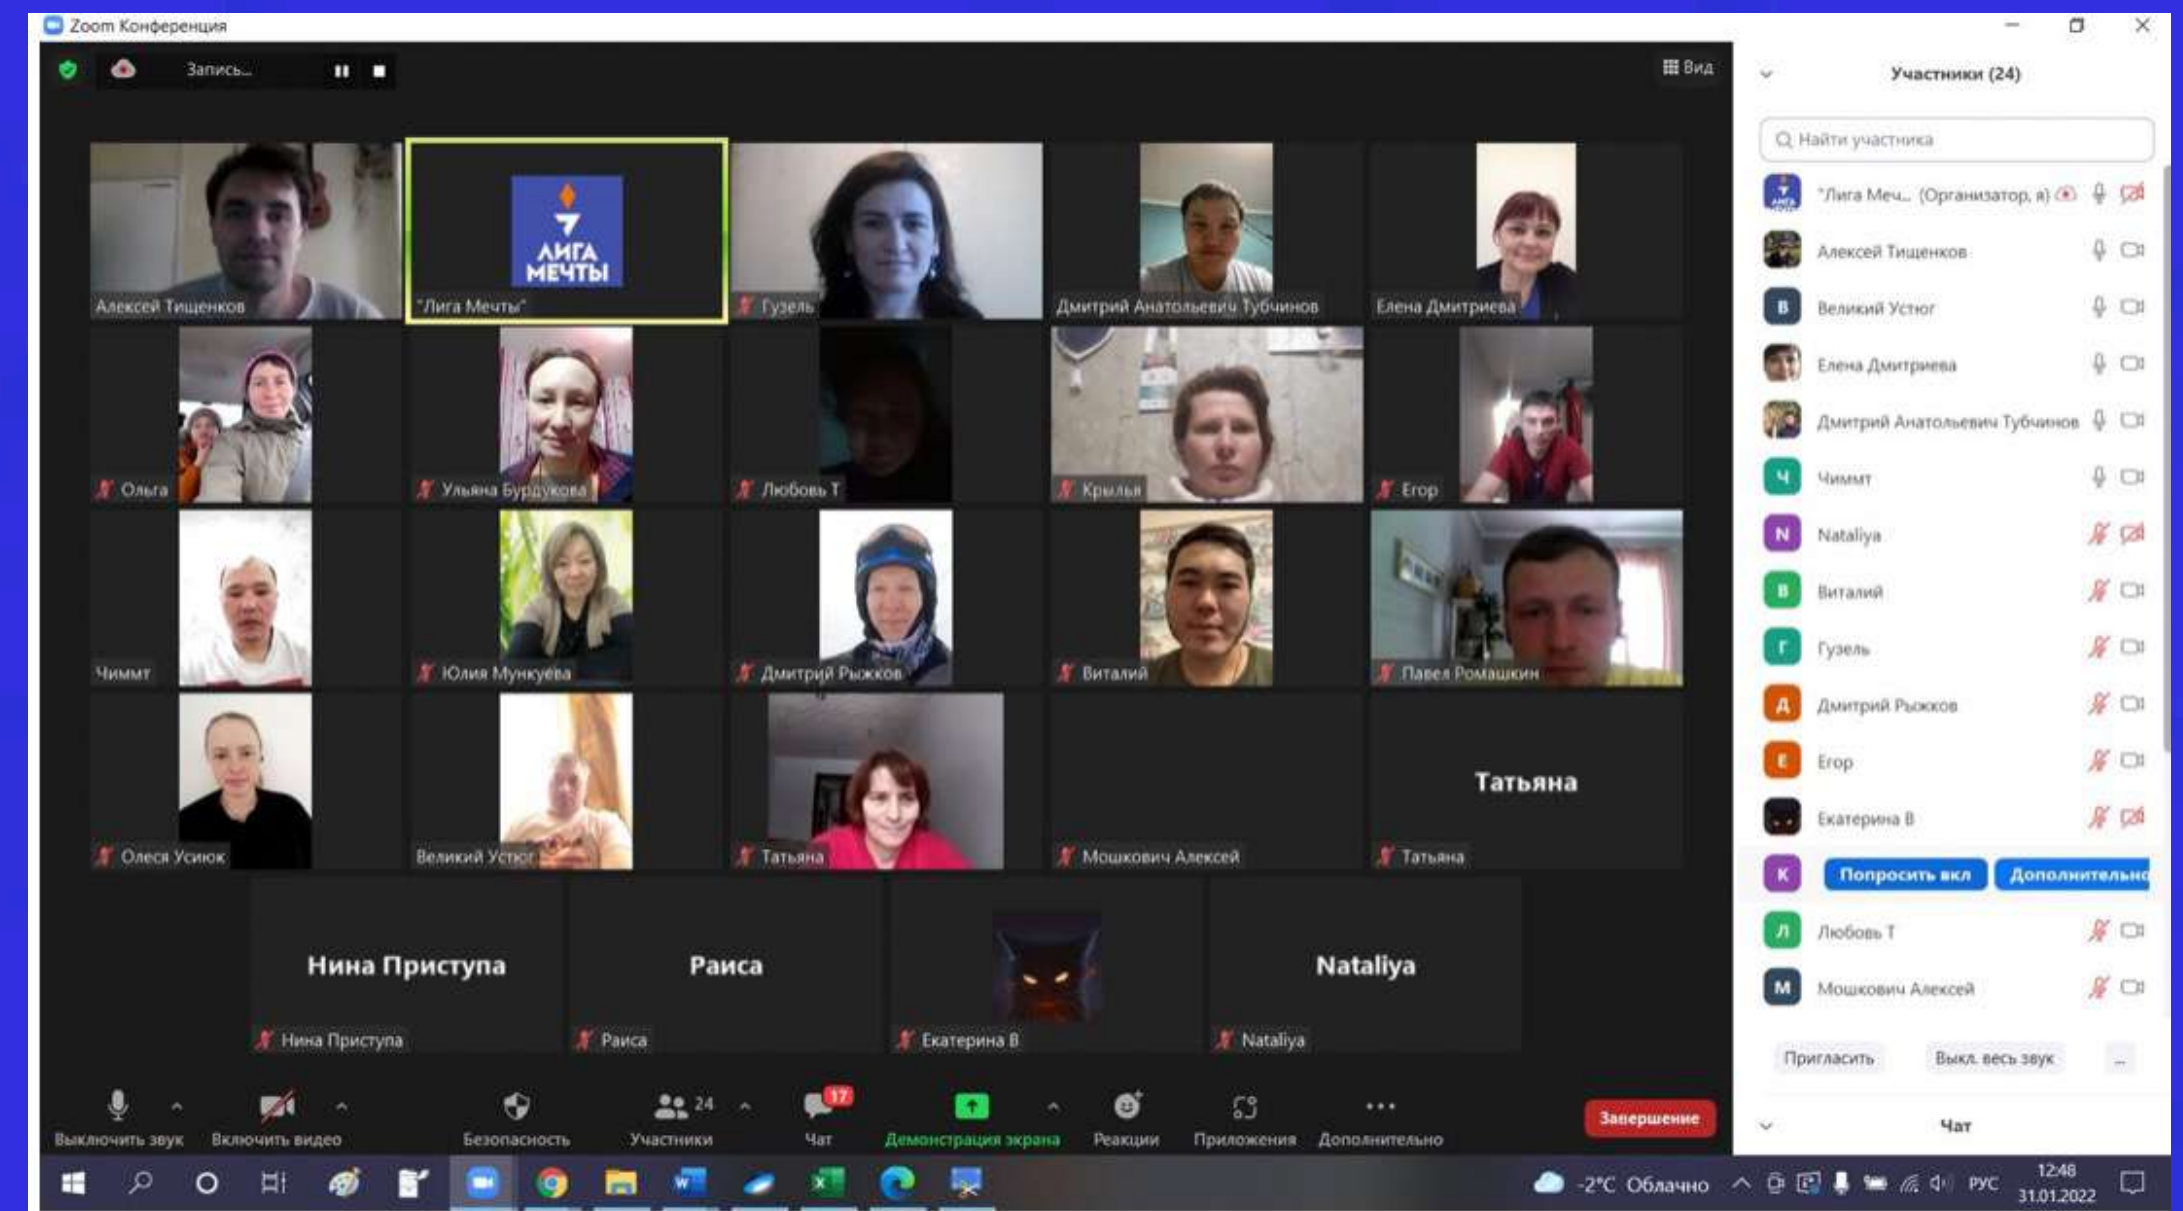 Zoom Конференция
Запись...
Вид
Алексей Тищенков
ЛИГА
МЕЧТЫ
"Лига Мечты"
Гузель
Дмитрий Анатольевич Тубчинов
Елена Дмитриева
Ольга
Ульяна Бурдукова
Любовь Т
Крылья
Егор
Чиммт
Юлия Мункуева
Дмитрий Рыжков
Виталий
Павел Ромашкин
Олеся Усиюк
Великий Устюг
Татьяна
Мошкович Алексей
Татьяна
Татьяна
Нина Приступа
Нина Приступа
Раиса
Раиса
Екатерина В
Nataliya
Nataliya
Выключить звук
Включить видео
Безопасность
24
Участники
17
Чат
Демонстрация экрана
Реакции
Приложения
Дополнительно
Завершение
Участники (24)
Найти участника
ЛИГА
"Лига Меч... (Организатор, я)
Алексей Тищенков
В Великий Устюг
Елена Дмитриева
Дмитрий Анатольевич Тубчинов
Ч Чиммт
N Nataliya
В Виталий
Г Гузель
Д Дмитрий Рыжков
Е Егор
Екатерина В
К Попросить вкл Дополнительно
Л Любовь Т
М Мошкович Алексей
Пригласить Выкл. весь звук ...
Чат
-2°C Облачно
РУС
12:48
31.01.2022